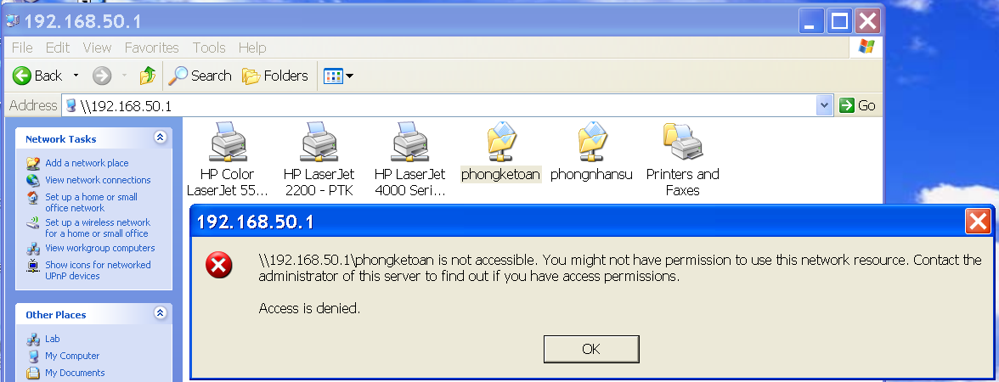 192.168.50.1
File Edit View Favorites Tools Help
Back Search Folders
Address \\192.168.50.1 Go
Network Tasks
Add a network place
View network connections
Set up a home or small
office network
Set up a wireless network
for a home or small office
View workgroup computers
Show icons for networked
UPnP devices
Other Places
Lab
My Computer
My Documents
HP Color
LaserJet 55...
HP LaserJet
2200 - PTK
HP LaserJet
4000 Seri...
phongketoan
phongnhansu
Printers and
Faxes
192.168.50.1
\\192.168.50.1\phongketoan is not accessible. You might not have permission to use this network resource. Contact the
administrator of this server to find out if you have access permissions.
Access is denied.
OK